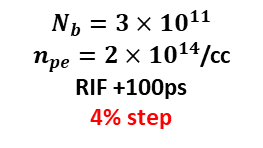 N_b = 3 × 10^11
n_pe = 2 × 10^14/cc
RIF +100ps
4% step